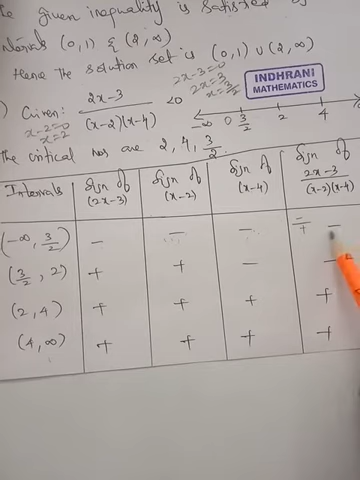 given inequality is satisfied
(0,1) & (2,∞)
Hence the solution set is (0,1) ∪ (2,∞)
2x-3=0
2x=3
x=3/2
INDHRANI
MATHEMATICS
) Given: 2x-3/(x-2)(x-4) <0
x-2=0
x=2
-∞ 0 3/2 2 4
the critical nos are 2, 4, 3/2.
Intervals Sign of (2x-3) Sign of (x-2) Sign of (x-4) Sign of 2x-3/(x-2)(x-4)
(-∞, 3/2) - - - -/+ -
(3/2, 2) + + - -
(2,4) + + + +
(4,∞) + + + +